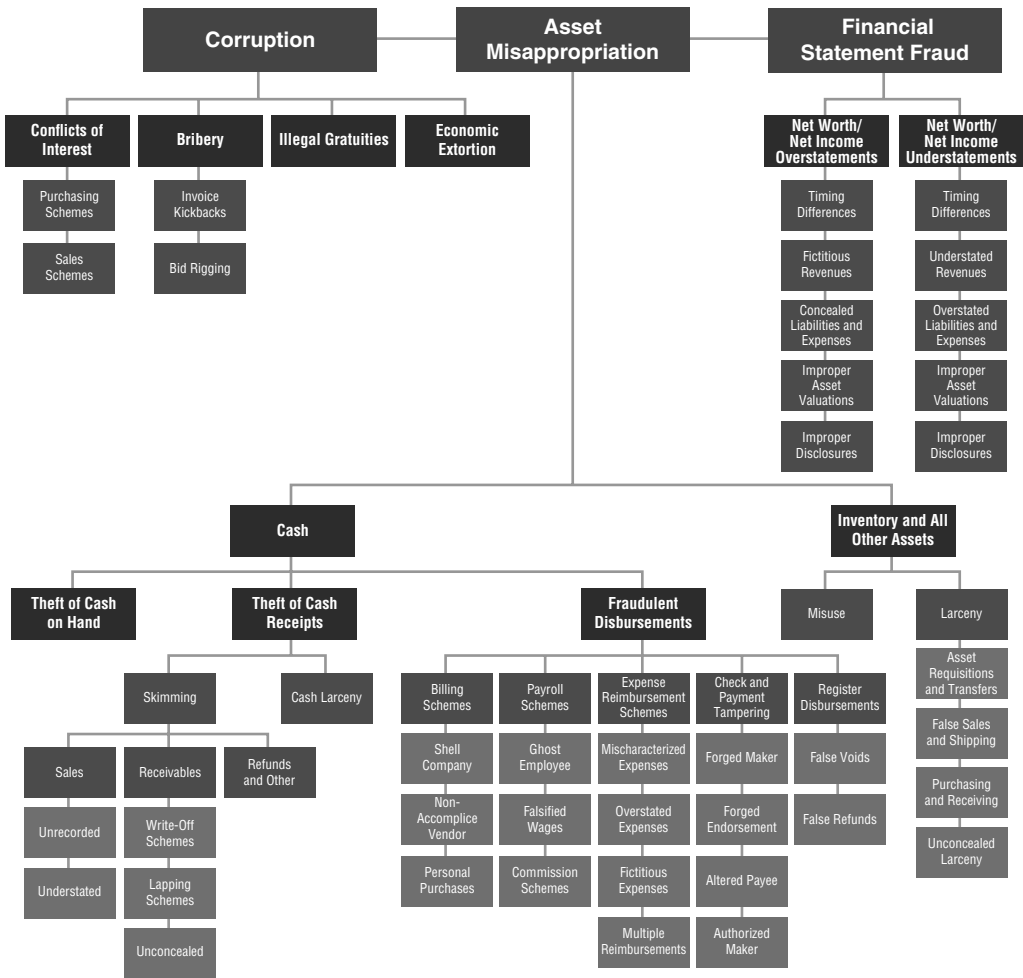 Corruption
Asset
Misappropriation
Financial
Statement Fraud
Conflicts of
Interest
Bribery
Illegal Gratuities
Economic
Extortion
Net Worth/
Net Income
Overstatements
Net Worth/
Net Income
Understatements
Purchasing
Schemes
Sales
Schemes
Invoice
Kickbacks
Bid Rigging
Timing
Differences
Fictitious
Revenues
Concealed
Liabilities and
Expenses
Improper
Asset
Valuations
Improper
Disclosures
Timing
Differences
Understated
Revenues
Overstated
Liabilities and
Expenses
Improper
Asset
Valuations
Improper
Disclosures
Cash
Inventory and All
Other Assets
Theft of Cash
on Hand
Theft of Cash
Receipts
Fraudulent
Disbursements
Misuse
Larceny
Asset
Requisitions
and Transfers
False Sales
and Shipping
Purchasing
and Receiving
Unconcealed
Larceny
Skimming
Cash Larceny
Sales
Receivables
Refunds
and Other
Unrecorded
Understated
Write-Off
Schemes
Lapping
Schemes
Unconcealed
Billing
Schemes
Shell
Company
Non-
Accomplice
Vendor
Personal
Purchases
Payroll
Schemes
Ghost
Employee
Falsified
Wages
Commission
Schemes
Expense
Reimbursement
Schemes
Mischaracterized
Expenses
Overstated
Expenses
Fictitious
Expenses
Multiple
Reimbursements
Check and
Payment
Tampering
Forged Maker
Forged
Endorsement
Altered Payee
Authorized
Maker
Register
Disbursements
False Voids
False Refunds